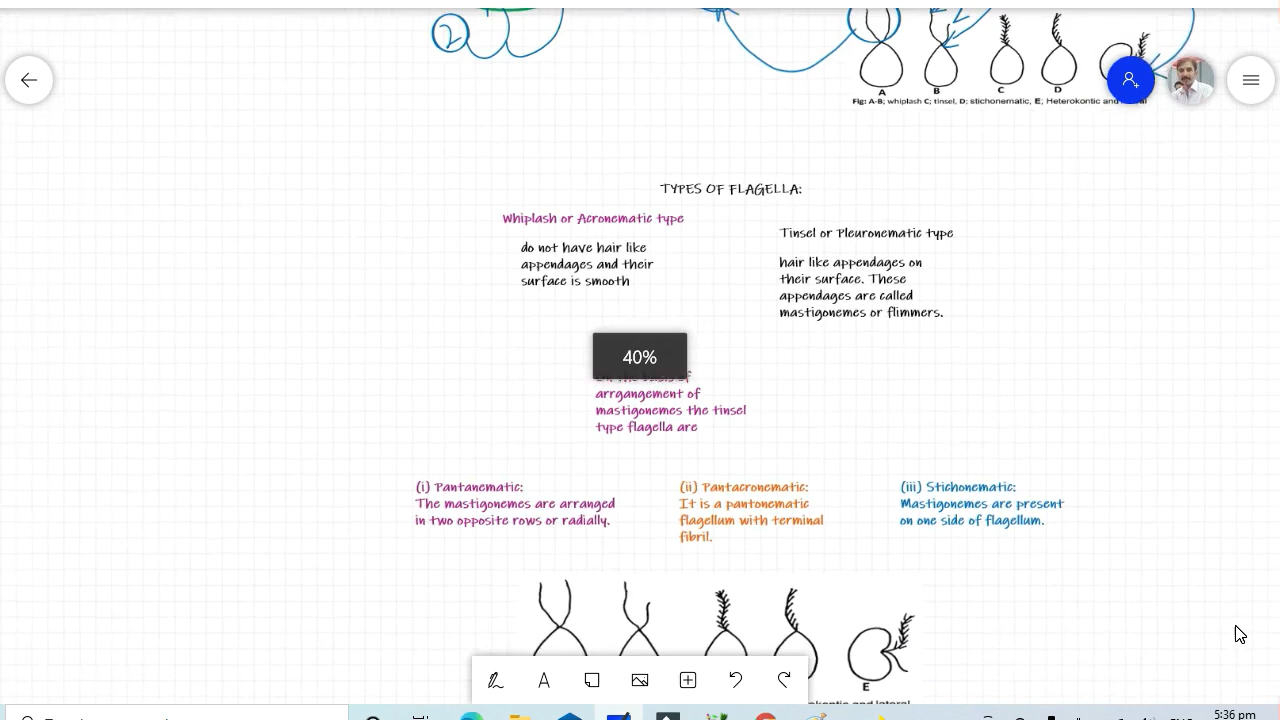 2
A
B
C
D
Fig: A-B; whiplash C; tinsel, D; stichonematic, E; Heterokontic and lateral
TYPES OF FLAGELLA:
Whiplash or Acronematic type
do not have hair like
appendages and their
surface is smooth
Tinsel or Pleuronematic type
hair like appendages on
their surface. These
appendages are called
mastigonemes or flimmers.
40%
arrgangement of
mastigonemes the tinsel
type flagella are
(i) Pantanematic:
The mastigonemes are arranged
in two opposite rows or radially.
(ii) Pantacronematic:
It is a pantonematic
flagellum with terminal
fibril.
(iii) Stichonematic:
Mastigonemes are present
on one side of flagellum.
E
A
5:36 pm